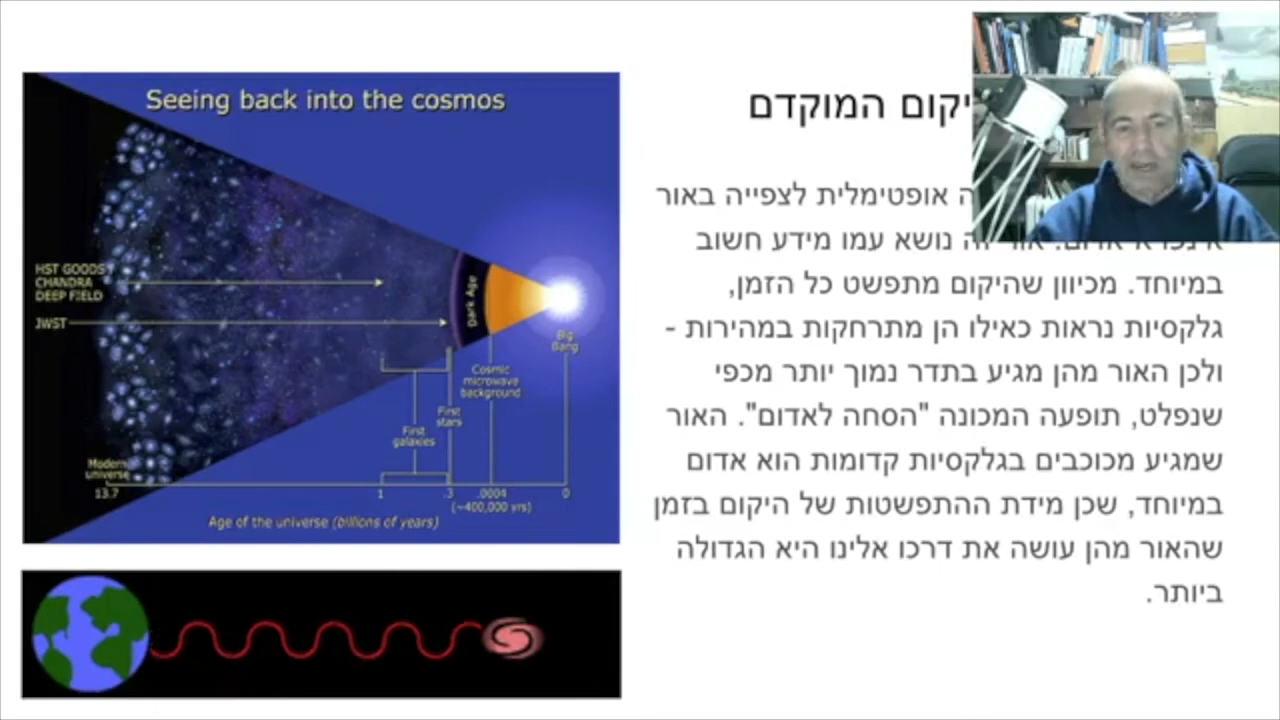 יקום המוקדם
אופטימלית לצפייה באור
נושא עמו מידע חשוב
במיוחד. מכיוון שהיקום מתפשט כל הזמן,
גלקסיות נראות כאילו הן מתרחקות במהירות -
ולכן האור מהן מגיע בתדר נמוך יותר מכפי
שנפלט, תופעה המכונה "הסחה לאדום". האור
שמגיע מכוכבים בגלקסיות קדומות הוא אדום
במיוחד, שכן מידת ההתפשטות של היקום בזמן
שהאור מהן עושה את דרכו אלינו היא הגדולה
ביותר.
Seeing back into the cosmos
HST GOODS
CHANDRA
DEEP FIELD
JWST
Dark Age
Big
Bang
Cosmic
microwave
background
First
stars
First
galaxies
Modern
universe
13.7 1 .3 .0004 0
(~400,000 yrs)
Age of the universe (billions of years)